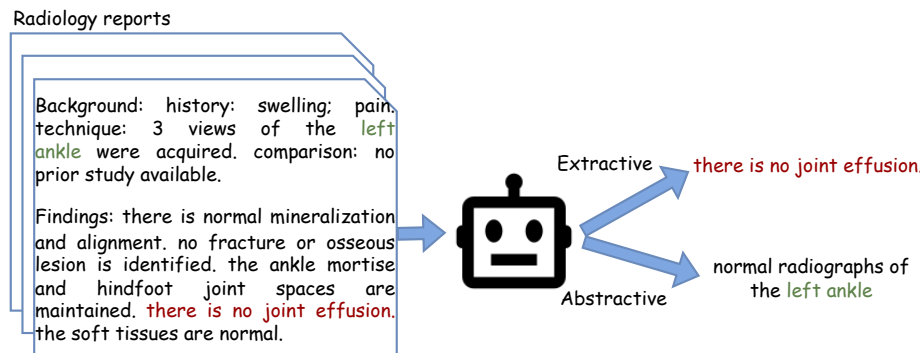 Radiology reports
Background: history: swelling; pain.
technique: 3 views of the left
ankle were acquired. comparison: no
prior study available.
Findings: there is normal mineralization
and alignment. no fracture or osseous
lesion is identified. the ankle mortise
and hindfoot joint spaces are
maintained. there is no joint effusion.
the soft tissues are normal.
Extractive
there is no joint effusion.
Abstractive
normal radiographs of
the left ankle